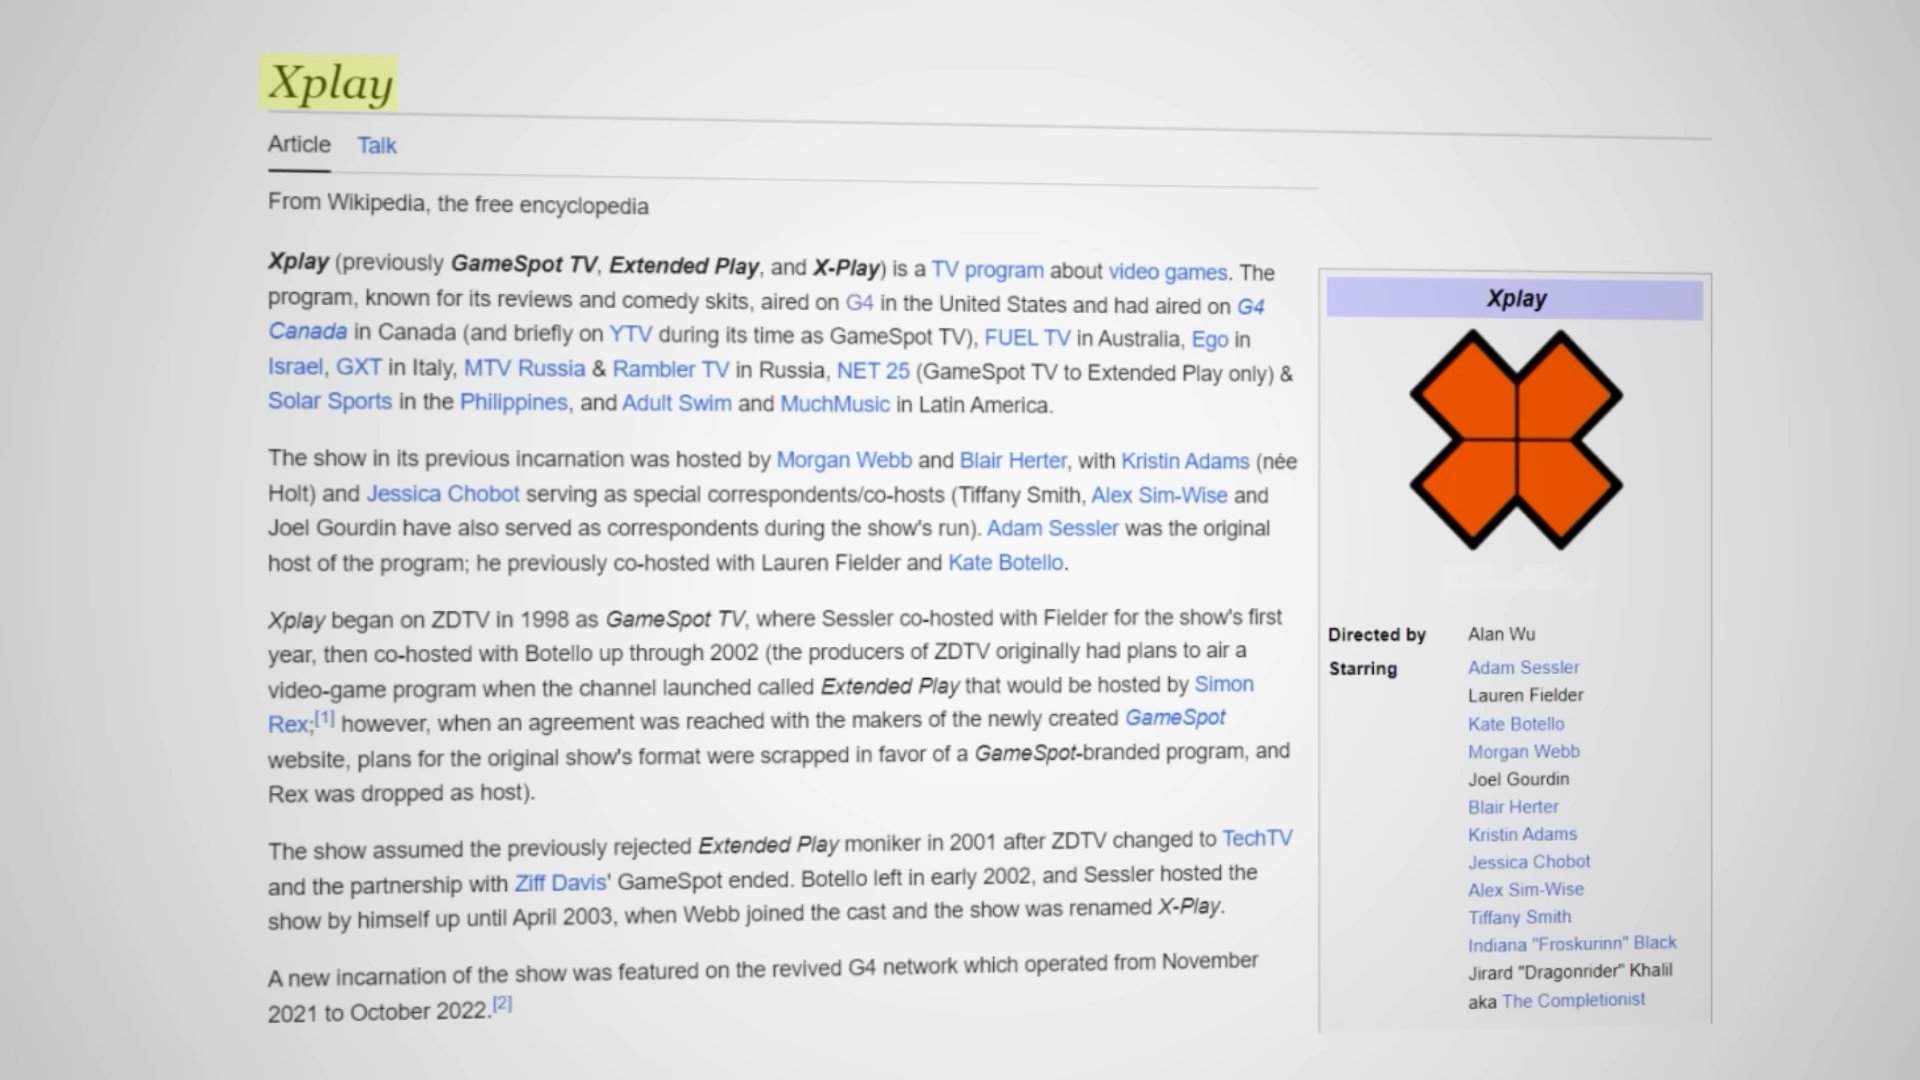 Xplay
Article Talk
From Wikipedia, the free encyclopedia
Xplay (previously GameSpot TV, Extended Play, and X-Play) is a TV program about video games. The
program, known for its reviews and comedy skits, aired on G4 in the United States and had aired on G4
Canada in Canada (and briefly on YTV during its time as GameSpot TV), FUEL TV in Australia, Ego in
Israel, GXT in Italy, MTV Russia & Rambler TV in Russia, NET 25 (GameSpot TV to Extended Play only) &
Solar Sports in the Philippines, and Adult Swim and MuchMusic in Latin America.
The show in its previous incarnation was hosted by Morgan Webb and Blair Herter, with Kristin Adams (née
Holt) and Jessica Chobot serving as special correspondents/co-hosts (Tiffany Smith, Alex Sim-Wise and
Joel Gourdin have also served as correspondents during the show's run). Adam Sessler was the original
host of the program; he previously co-hosted with Lauren Fielder and Kate Botello.
Xplay began on ZDTV in 1998 as GameSpot TV, where Sessler co-hosted with Fielder for the show's first
year, then co-hosted with Botello up through 2002 (the producers of ZDTV originally had plans to air a
video-game program when the channel launched called Extended Play that would be hosted by Simon
Rex;[1] however, when an agreement was reached with the makers of the newly created GameSpot
website, plans for the original show's format were scrapped in favor of a GameSpot-branded program, and
Rex was dropped as host).
The show assumed the previously rejected Extended Play moniker in 2001 after ZDTV changed to TechTV
and the partnership with Ziff Davis' GameSpot ended. Botello left in early 2002, and Sessler hosted the
show by himself up until April 2003, when Webb joined the cast and the show was renamed X-Play.
A new incarnation of the show was featured on the revived G4 network which operated from November
2021 to October 2022.[2]
Xplay
Directed by Alan Wu
Starring Adam Sessler
Lauren Fielder
Kate Botello
Morgan Webb
Joel Gourdin
Blair Herter
Kristin Adams
Jessica Chobot
Alex Sim-Wise
Tiffany Smith
Indiana "Froskurinn" Black
Jirard "Dragonrider" Khalil
aka The Completionist